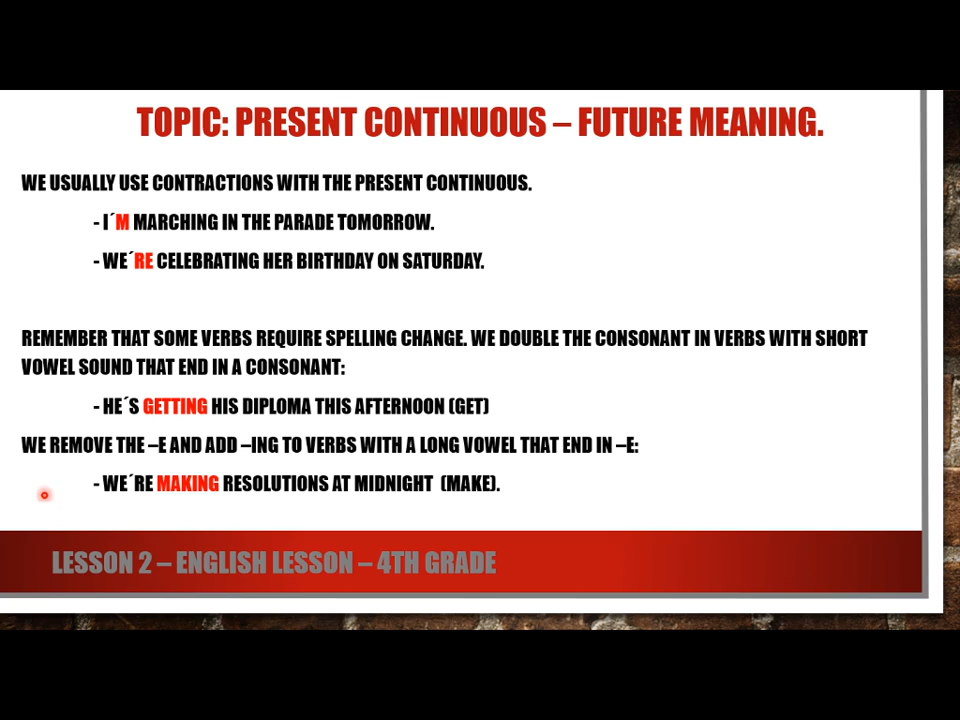 TOPIC: PRESENT CONTINUOUS – FUTURE MEANING.
WE USUALLY USE CONTRACTIONS WITH THE PRESENT CONTINUOUS.
- I´M MARCHING IN THE PARADE TOMORROW.
- WE´RE CELEBRATING HER BIRTHDAY ON SATURDAY.
REMEMBER THAT SOME VERBS REQUIRE SPELLING CHANGE. WE DOUBLE THE CONSONANT IN VERBS WITH SHORT
VOWEL SOUND THAT END IN A CONSONANT:
- HE´S GETTING HIS DIPLOMA THIS AFTERNOON (GET)
WE REMOVE THE –E AND ADD –ING TO VERBS WITH A LONG VOWEL THAT END IN –E:
- WE´RE MAKING RESOLUTIONS AT MIDNIGHT (MAKE).
LESSON 2 – ENGLISH LESSON – 4TH GRADE